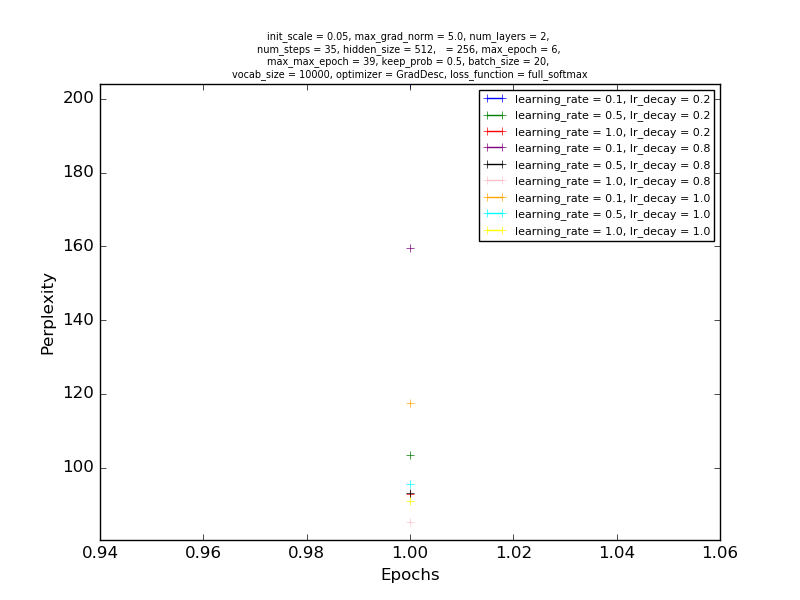 init_scale = 0.05, max_grad_norm = 5.0, num_layers = 2,
num_steps = 35, hidden_size = 512,   = 256, max_epoch = 6,
max_max_epoch = 39, keep_prob = 0.5, batch_size = 20,
vocab_size = 10000, optimizer = GradDesc, loss_function = full_softmax
learning_rate = 0.1, lr_decay = 0.2
learning_rate = 0.5, lr_decay = 0.2
learning_rate = 1.0, lr_decay = 0.2
learning_rate = 0.1, lr_decay = 0.8
learning_rate = 0.5, lr_decay = 0.8
learning_rate = 1.0, lr_decay = 0.8
learning_rate = 0.1, lr_decay = 1.0
learning_rate = 0.5, lr_decay = 1.0
learning_rate = 1.0, lr_decay = 1.0
200
180
160
140
120
100
Perplexity
0.94 0.96 0.98 1.00 1.02 1.04 1.06
Epochs